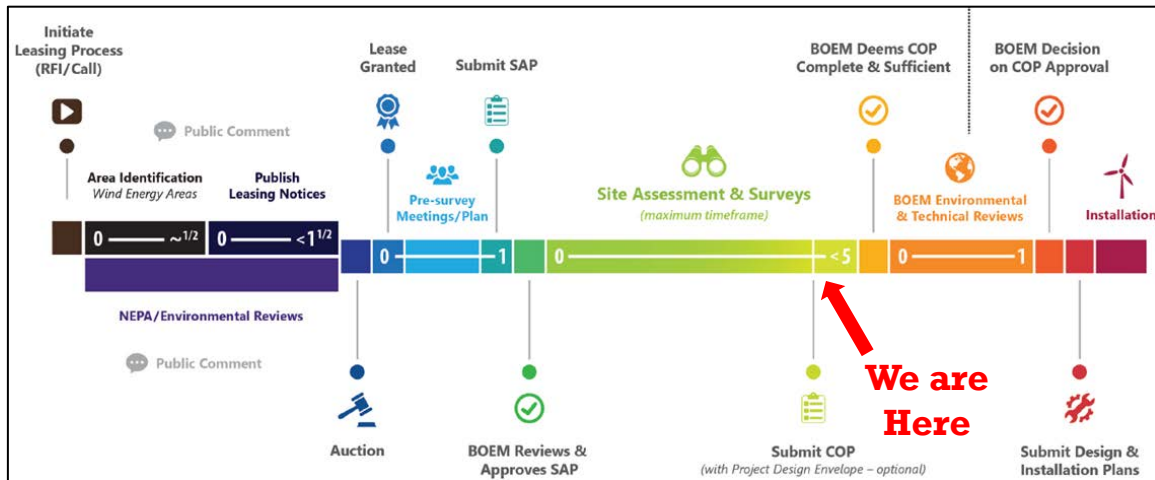 Initiate
Leasing Process
(RFI/Call)
Lease
Granted
Submit SAP
BOEM Deems COP
Complete & Sufficient
BOEM Decision
on COP Approval
Public Comment
Area Identification
Wind Energy Areas
Publish
Leasing Notices
Pre-survey
Meetings/Plan
Site Assessment & Surveys
(maximum timeframe)
BOEM Environmental
& Technical Reviews
Installation
0 ~1/2
0 <1 1/2
0 1
0 <5
0 1
NEPA/Environmental Reviews
Public Comment
We are
Here
Auction
BOEM Reviews &
Approves SAP
Submit COP
(with Project Design Envelope – optional)
Submit Design &
Installation Plans